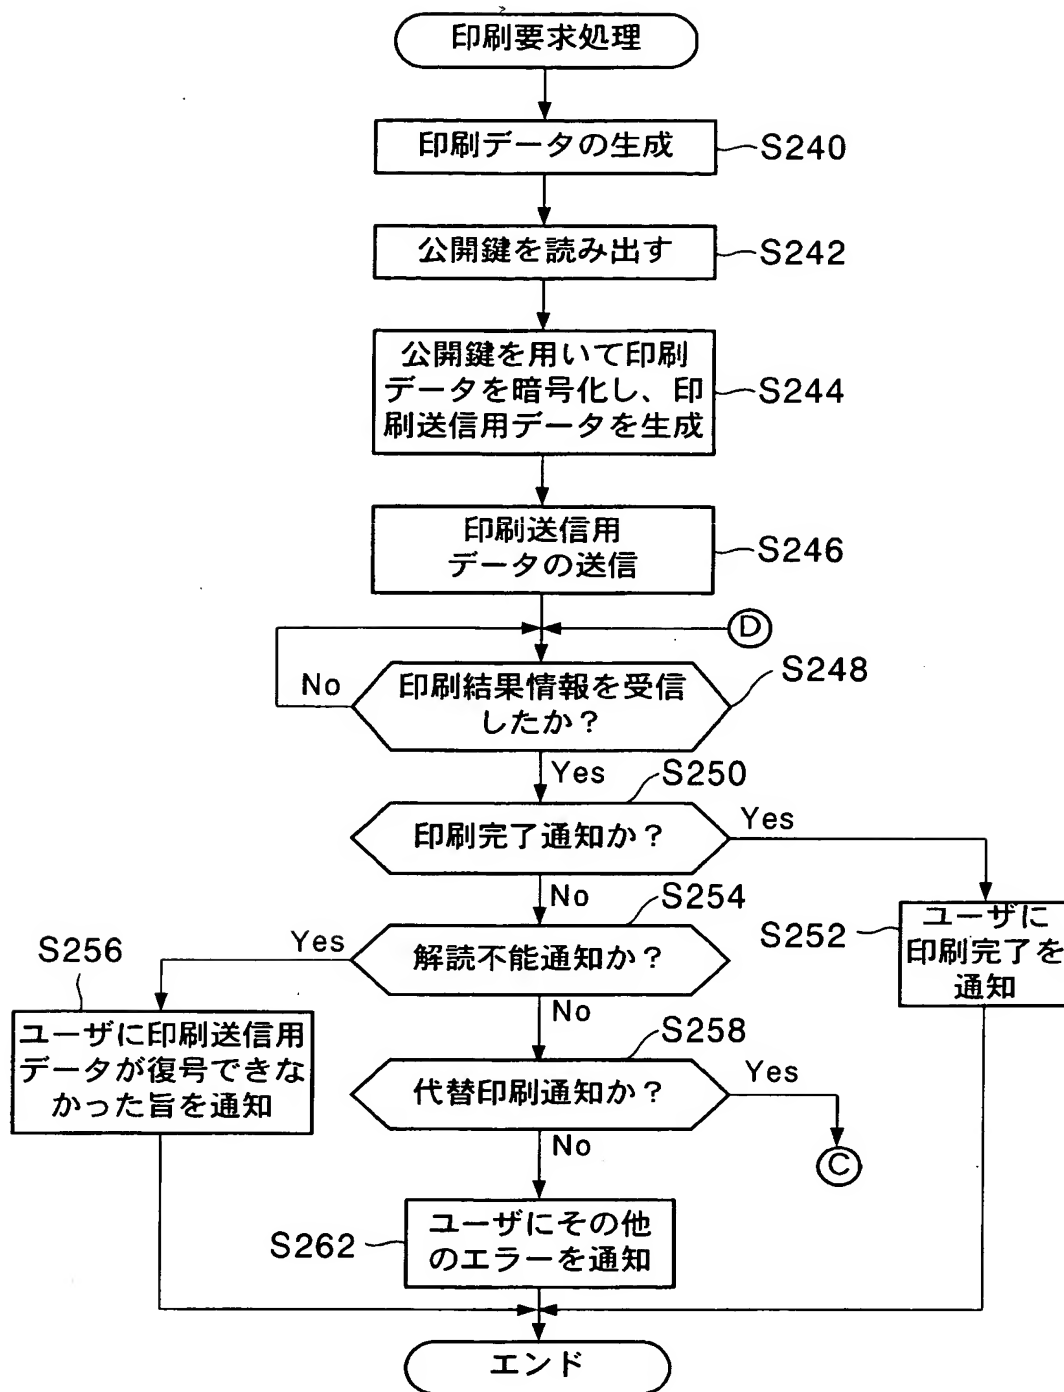 印刷要求処理
印刷データの生成
S240
公開鍵を読み出す
S242
公開鍵を用いて印刷
データを暗号化し、印
刷送信用データを生成
S244
印刷送信用
データの送信
S246
D
No
印刷結果情報を受信
したか？
S248
Yes
S250
印刷完了通知か？
Yes
No
S254
S252
ユーザに
印刷完了を
通知
S256
Yes
解読不能通知か？
No
S258
ユーザに印刷送信用
データが復号できな
かった旨を通知
代替印刷通知か？
Yes
C
No
S262
ユーザにその他
のエラーを通知
エンド